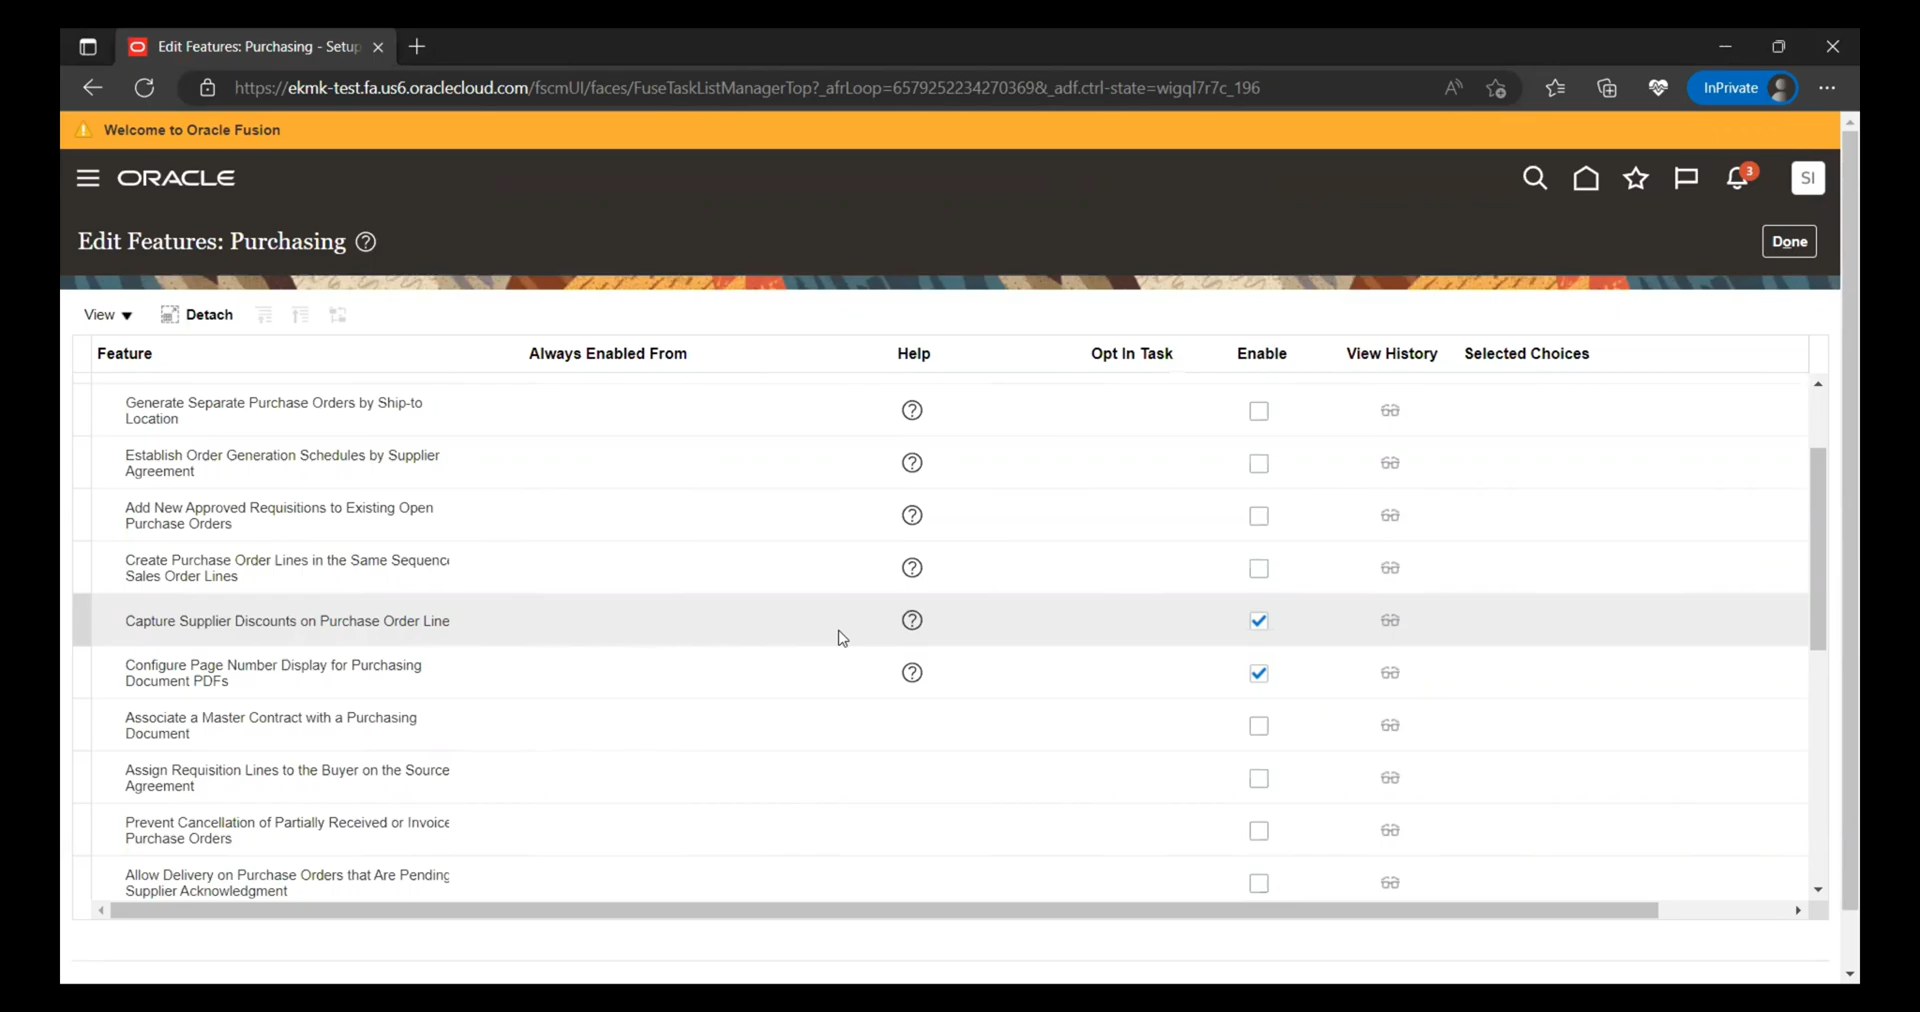 Edit Features: Purchasing - Setup
https://ekmk-test.fa.us6.oraclecloud.com/fscmUI/faces/FuseTaskListManagerTop?_afrLoop=65792522342703698&_adf.ctrl-state=wigql7r7c_196
InPrivate
Welcome to Oracle Fusion
ORACLE
3
SI
Edit Features: Purchasing
Done
View
Detach
Feature Always Enabled From Help Opt In Task Enable View History Selected Choices
Generate Separate Purchase Orders by Ship-to
Location
Establish Order Generation Schedules by Supplier
Agreement
Add New Approved Requisitions to Existing Open
Purchase Orders
Create Purchase Order Lines in the Same Sequence
Sales Order Lines
Capture Supplier Discounts on Purchase Order Line
Configure Page Number Display for Purchasing
Document PDFs
Associate a Master Contract with a Purchasing
Document
Assign Requisition Lines to the Buyer on the Source
Agreement
Prevent Cancellation of Partially Received or Invoice
Purchase Orders
Allow Delivery on Purchase Orders that Are Pending
Supplier Acknowledgment